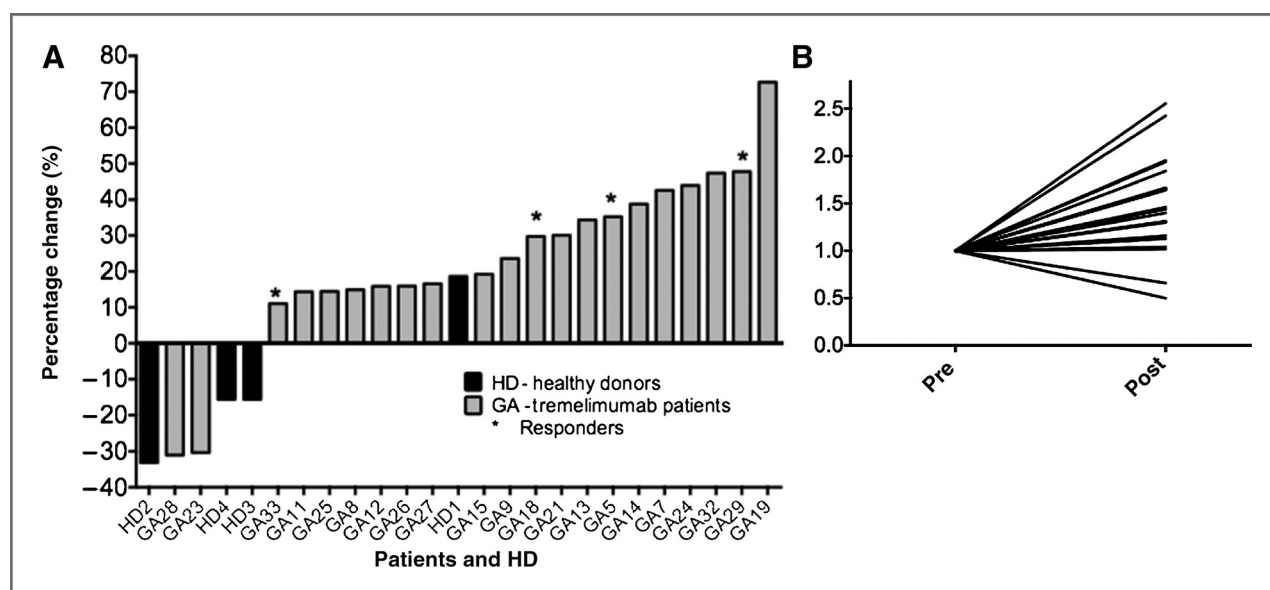 A
B
80
70
60
50
40
30
20
10
0
−10
−20
−30
−40
Percentage change (%)
*
*
*
*
HD - healthy donors
GA - tremelimumab patients
* Responders
HD2 GA28 GA23 HD4 HD3 GA33 GA11 GA25 GA8 GA12 GA26 GA27 HD1 GA15 GA9 GA18 GA21 GA13 GA5 GA14 GA7 GA24 GA32 GA29 GA19
Patients and HD
2.5
2.0
1.5
1.0
0.5
0.0
Pre Post